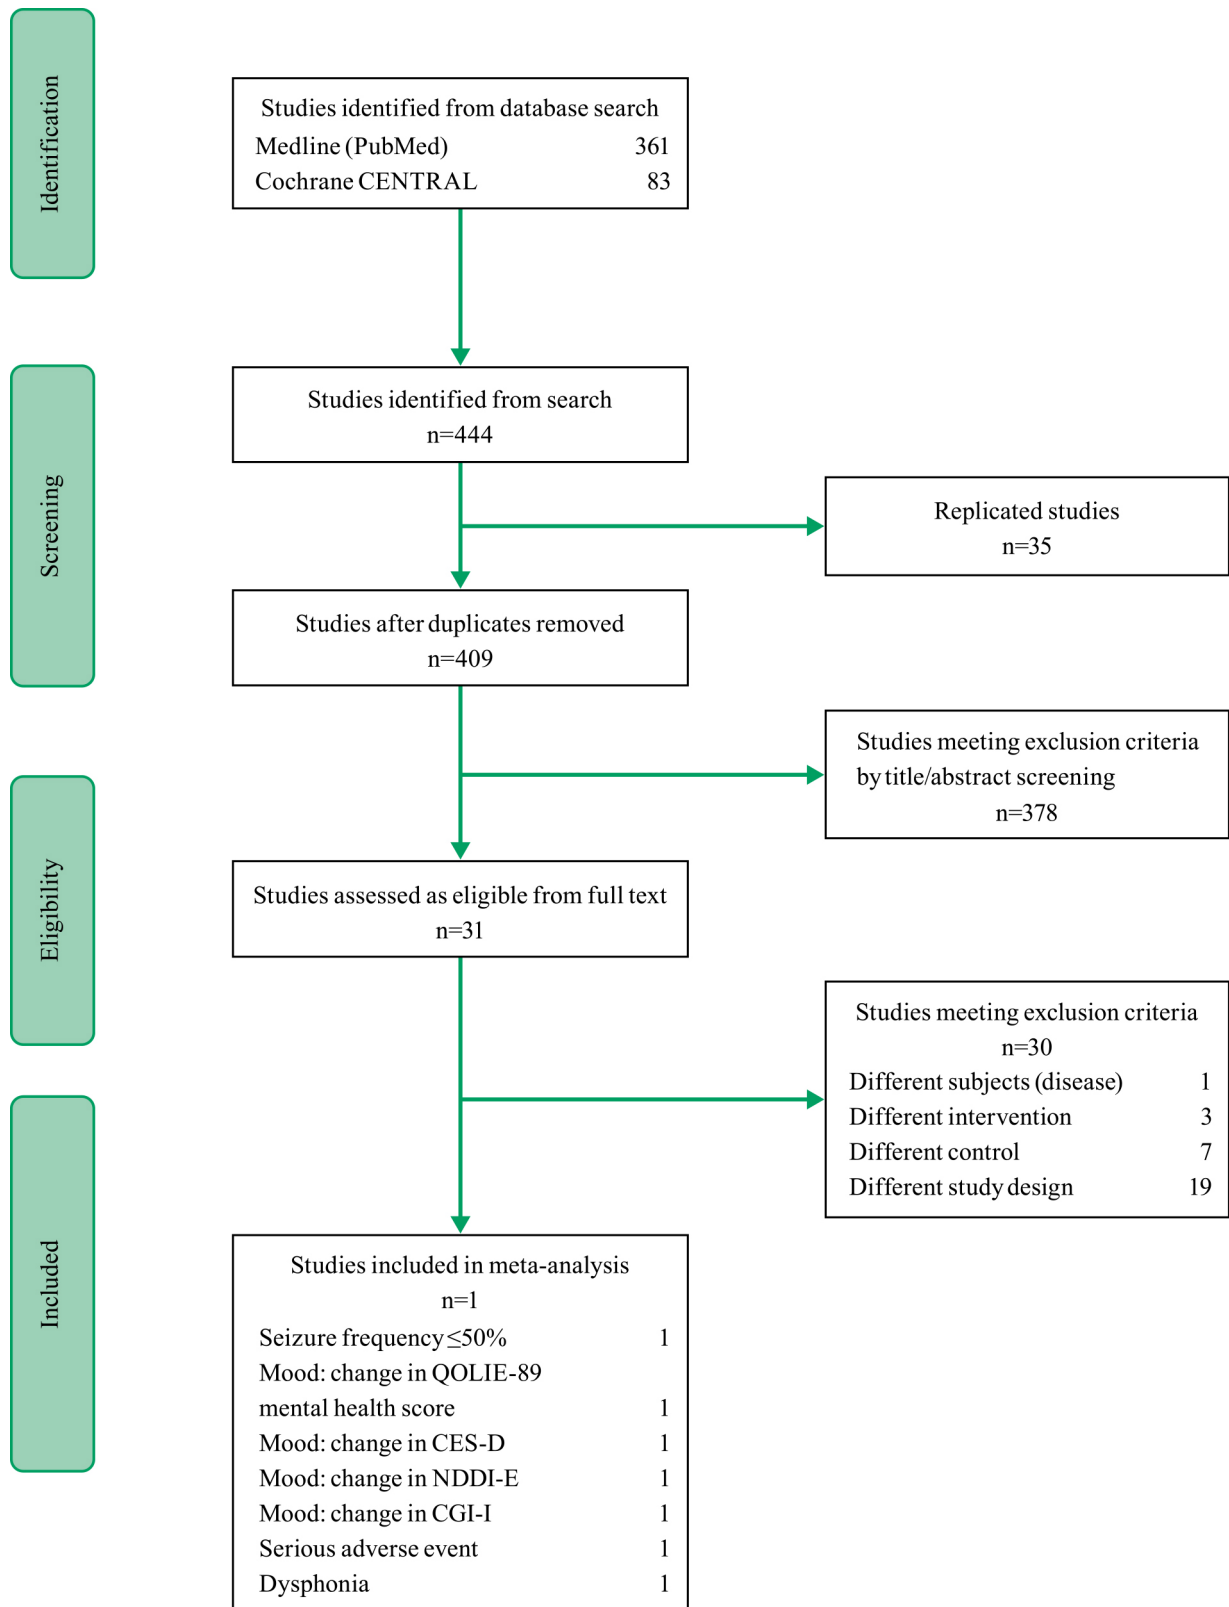 Identification
Studies identified from database search
Medline (PubMed) 361
Cochrane CENTRAL 83
Screening
Studies identified from search
n=444
Replicated studies
n=35
Studies after duplicates removed
n=409
Eligibility
Studies meeting exclusion criteria
by title/abstract screening
n=378
Studies assessed as eligible from full text
n=31
Studies meeting exclusion criteria
n=30
Different subjects (disease) 1
Different intervention 3
Different control 7
Different study design 19
Included
Studies included in meta-analysis
n=1
Seizure frequency ≤50% 1
Mood: change in QOLIE-89
mental health score 1
Mood: change in CES-D 1
Mood: change in NDDI-E 1
Mood: change in CGI-I 1
Serious adverse event 1
Dysphonia 1